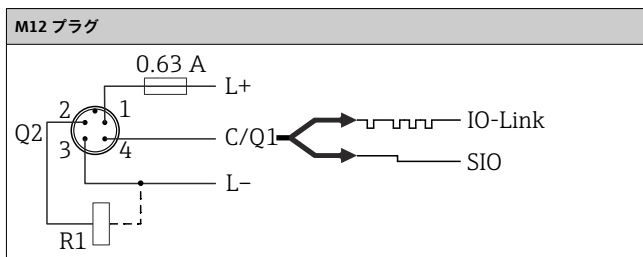 M12 プラグ
0.63 A
L+
2
1
Q2
3
4
C/Q1
IO-Link
SIO
L−
R1